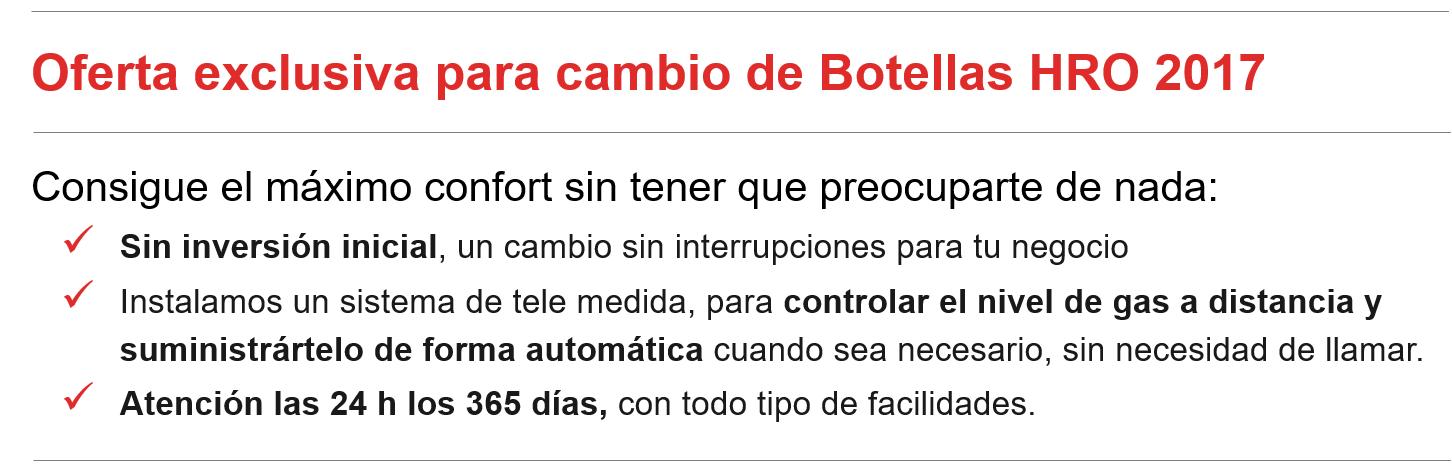 Oferta exclusiva para cambio de Botellas HRO 2017
Consigue el máximo confort sin tener que preocuparte de nada:
✓ Sin inversión inicial, un cambio sin interrupciones para tu negocio
✓ Instalamos un sistema de tele medida, para controlar el nivel de gas a distancia y
suministrártelo de forma automática cuando sea necesario, sin necesidad de llamar.
✓ Atención las 24 h los 365 días, con todo tipo de facilidades.